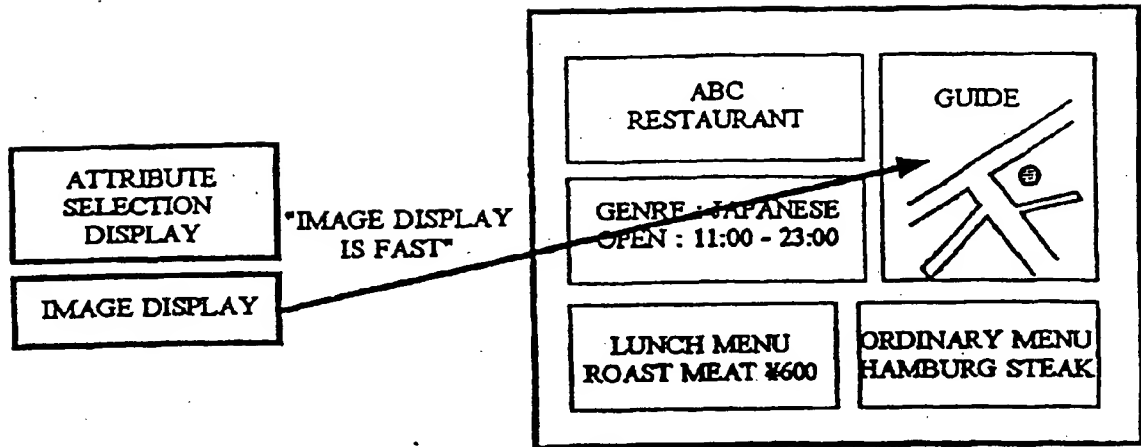 ATTRIBUTE
SELECTION
DISPLAY
IMAGE DISPLAY
"IMAGE DISPLAY
IS FAST"
ABC
RESTAURANT
GUIDE
GENRE : JAPANESE
OPEN : 11:00 - 23:00
LUNCH MENU
ROAST MEAT ¥600
ORDINARY MENU
HAMBURG STEAK